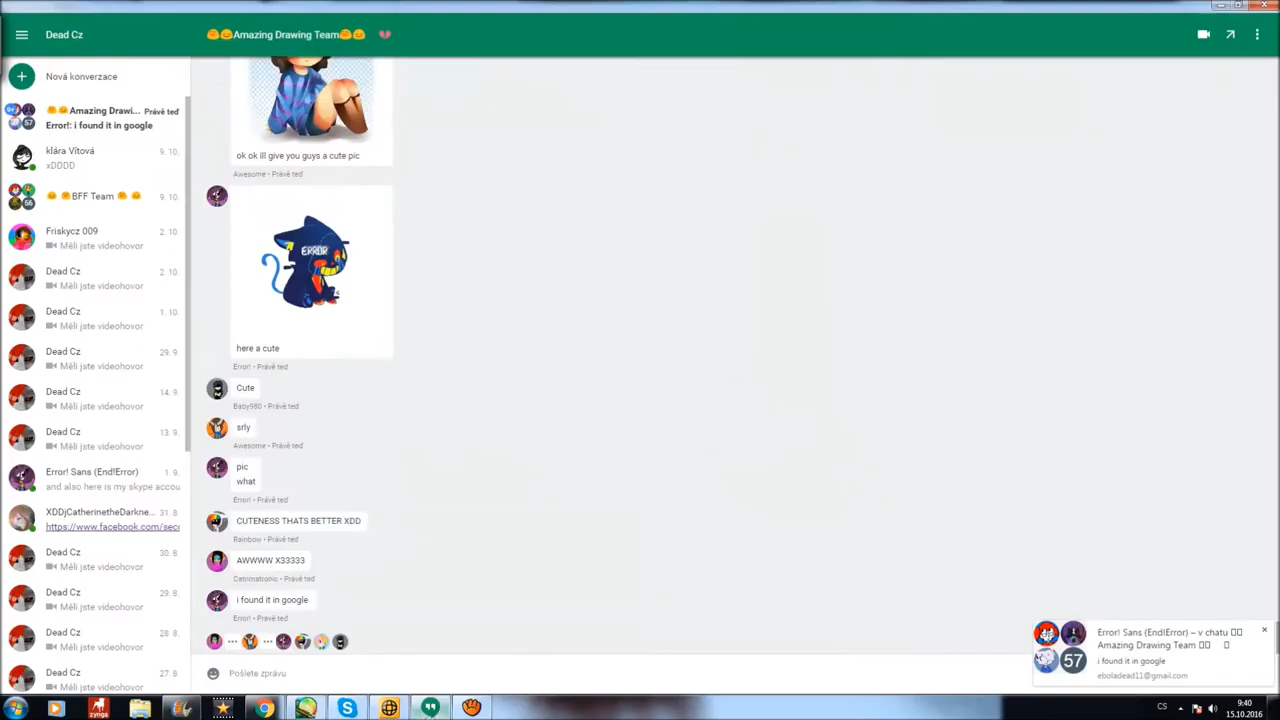 Dead Cz
Amazing Drawing Team
Nová konverzace
Amazing Drawi... Právě teď
Error!: i found it in google
9+
57
klára Vítová 9. 10.
xDDDD
BFF Team 9. 10.
56
Friskycz 009 2. 10.
Měli jste videohovor
Dead Cz 2. 10.
Měli jste videohovor
Dead Cz 1. 10.
Měli jste videohovor
Dead Cz 29. 9.
Měli jste videohovor
Dead Cz 14. 9.
Měli jste videohovor
Dead Cz 13. 9.
Měli jste videohovor
Error! Sans (End!Error) 1. 9.
and also here is my skype accou
XDDjCatherinetheDarkne... 31. 8.
https://www.facebook.com/sec
Dead Cz 30. 8.
Měli jste videohovor
Dead Cz 29. 8.
Měli jste videohovor
Dead Cz 28. 8.
Měli jste videohovor
Dead Cz 27. 8.
Měli jste videohovor
ok ok ill give you guys a cute pic
Awesome • Právě teď
ERROR
here a cute
Error! • Právě teď
Cute
Baby980 • Právě teď
srly
Awesome • Právě teď
pic
what
Error! • Právě teď
CUTENESS THATS BETTER XDD
Rainbow • Právě teď
AWWWW X33333
Catrimatronic • Právě teď
i found it in google
Error! • Právě teď
Pošlete zprávu
Error! Sans (End!Error) – v chatu
Amazing Drawing Team
i found it in google
57
eboladead11@gmail.com
zynga
CS
9:40
15.10.2016